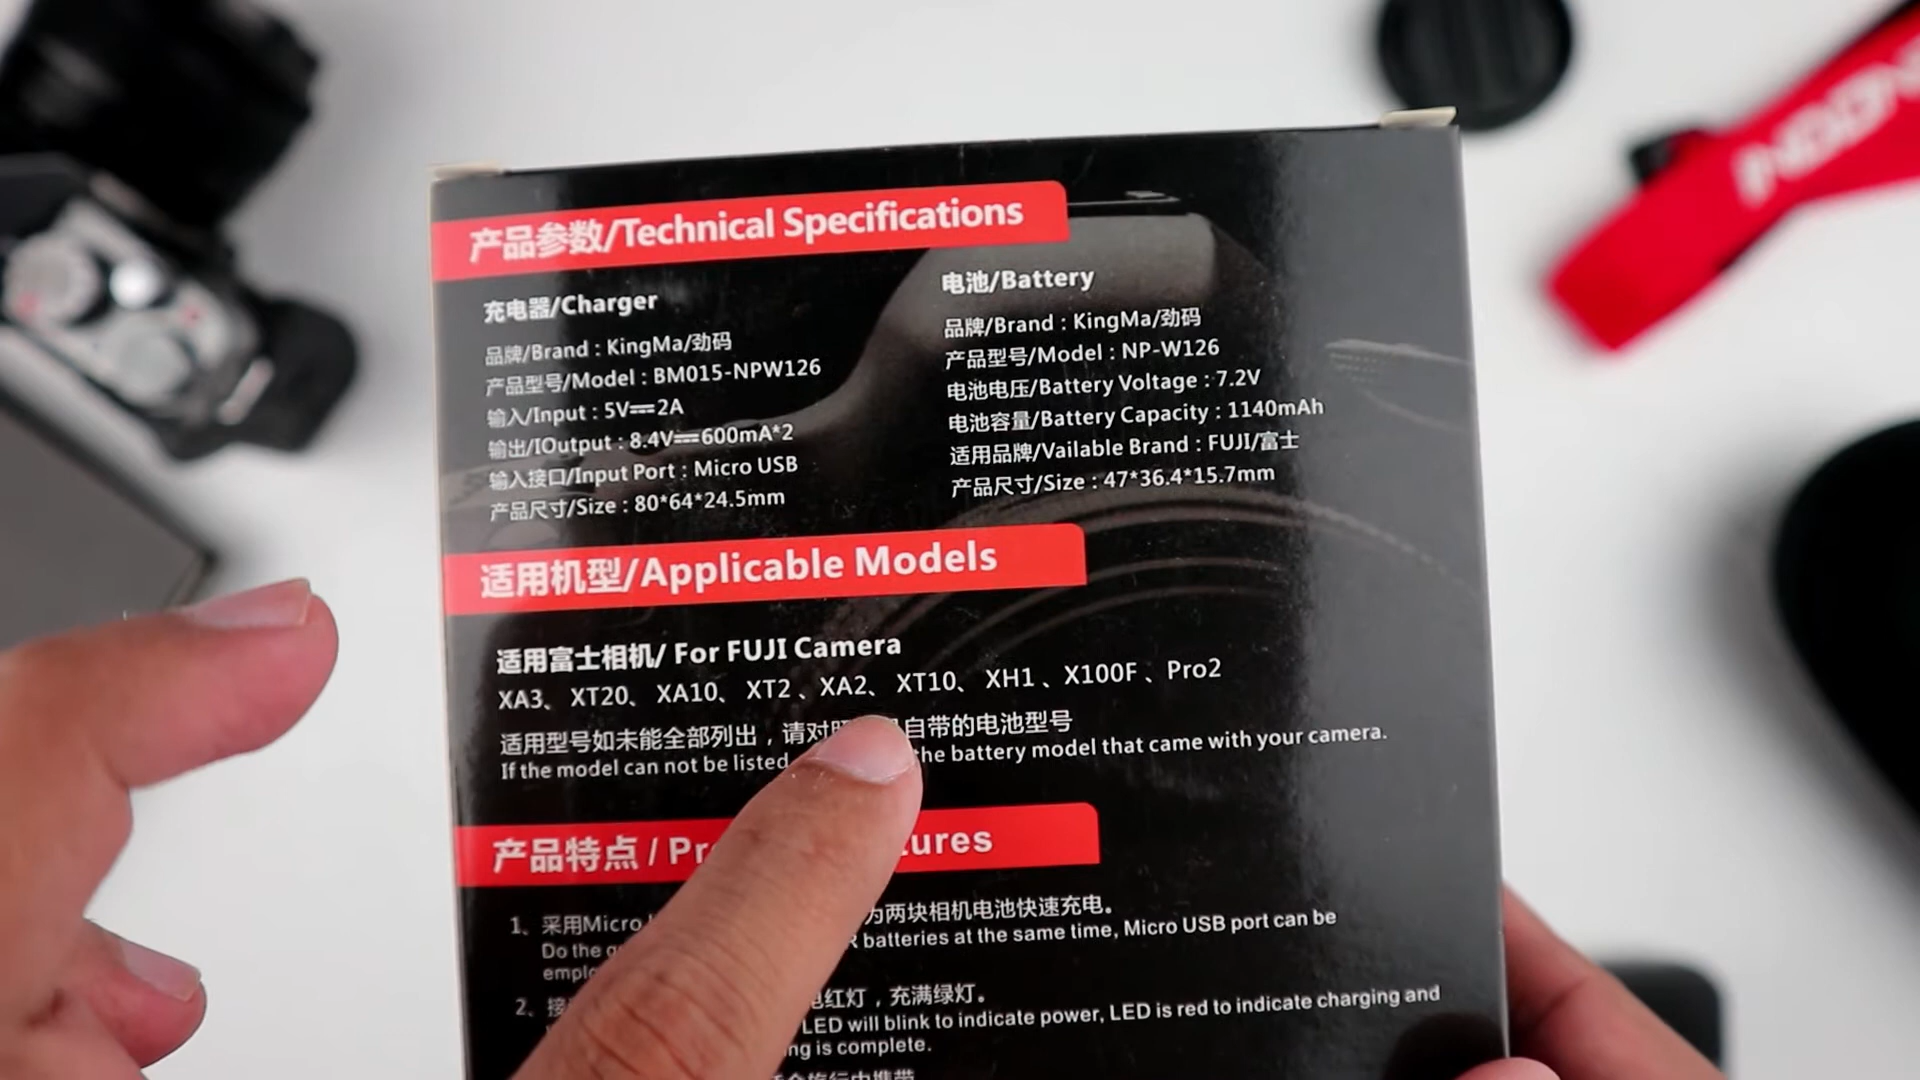 产品参数/Technical Specifications
充电器/Charger
品牌/Brand : KingMa/劲码
产品型号/Model : BM015-NPW126
输入/Input : 5V⎓2A
输出/IOutput : 8.4V⎓600mA*2
输入接口/Input Port : Micro USB
产品尺寸/Size : 80*64*24.5mm
电池/Battery
品牌/Brand : KingMa/劲码
产品型号/Model : NP-W126
电池电压/Battery Voltage : 7.2V
电池容量/Battery Capacity : 1140mAh
适用品牌/Vailable Brand : FUJI/富士
产品尺寸/Size : 47*36.4*15.7mm
适用机型/Applicable Models
适用富士相机/ For FUJI Camera
XA3、 XT20、 XA10、 XT2 、XA2、 XT10、 XH1 、X100F 、Pro2
适用型号如未能全部列出，请对 自带的电池型号
If the model can not be listed the battery model that came with your camera.
产品特点 /
1、采用Micro 为两块相机电池快速充电。
Do the batteries at the same time, Micro USB port can be
2、 红灯，充满绿灯。
LED will blink to indicate power, LED is red to indicate charging and
is complete.